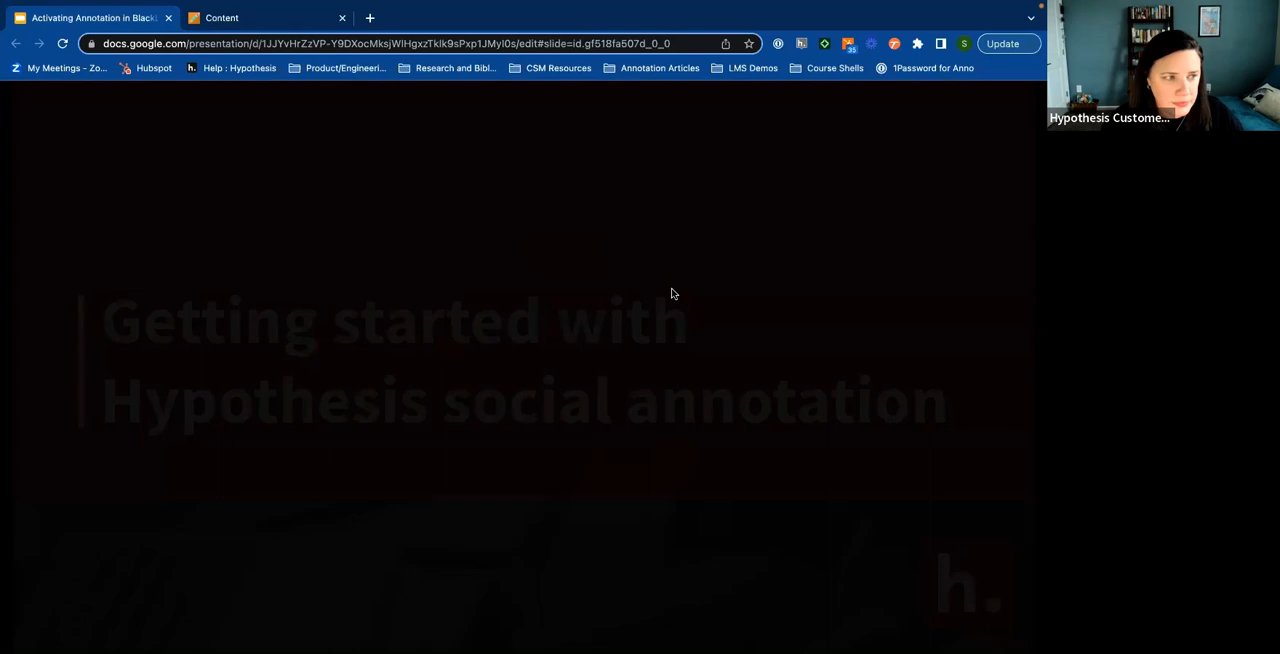 Activating Annotation in Black
Content
docs.google.com/presentation/d/1JJYvHrZzVP-Y9DXocMksjWlHgxzTklk9sPxp1JMyI0s/edit#slide=id.gf518fa507d_0_0
35
S
Update
My Meetings - Zo...
Hubspot
h.
Help : Hypothesis
Product/Engineeri...
Research and Bibl...
CSM Resources
Annotation Articles
LMS Demos
Course Shells
1Password for Anno
Hypothesis Custome...
Getting started with
Hypothesis social annotation
h.